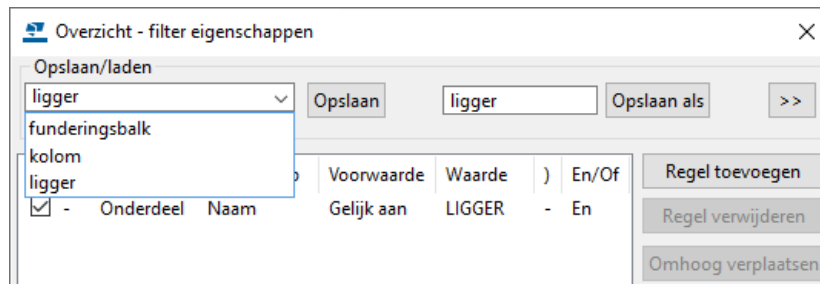 Overzicht - filter eigenschappen
Opslaan/laden
ligger Opslaan ligger Opslaan als >>
funderingsbalk
kolom
ligger
Voorwaarde Waarde ) En/Of
- Onderdeel Naam Gelijk aan LIGGER - En
Regel toevoegen
Regel verwijderen
Omhoog verplaatsen